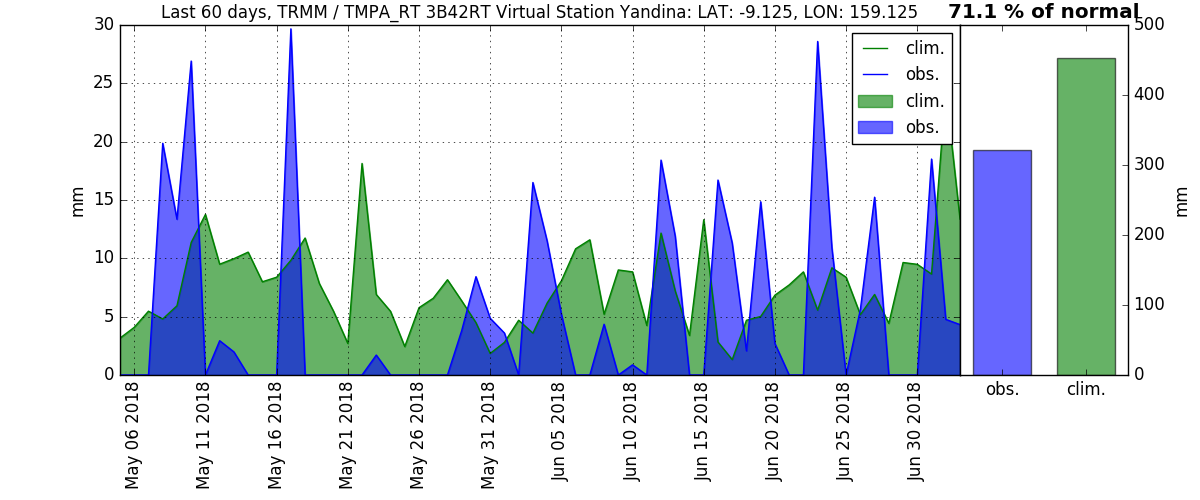 Last 60 days, TRMM / TMPA_RT 3B42RT Virtual Station Yandina: LAT: -9.125, LON: 159.125
71.1 % of normal
30
25
20
15
10
5
0
mm
clim.
obs.
clim.
obs.
500
400
300
200
100
0
mm
May 06 2018
May 11 2018
May 16 2018
May 21 2018
May 26 2018
May 31 2018
Jun 05 2018
Jun 10 2018
Jun 15 2018
Jun 20 2018
Jun 25 2018
Jun 30 2018
obs.
clim.